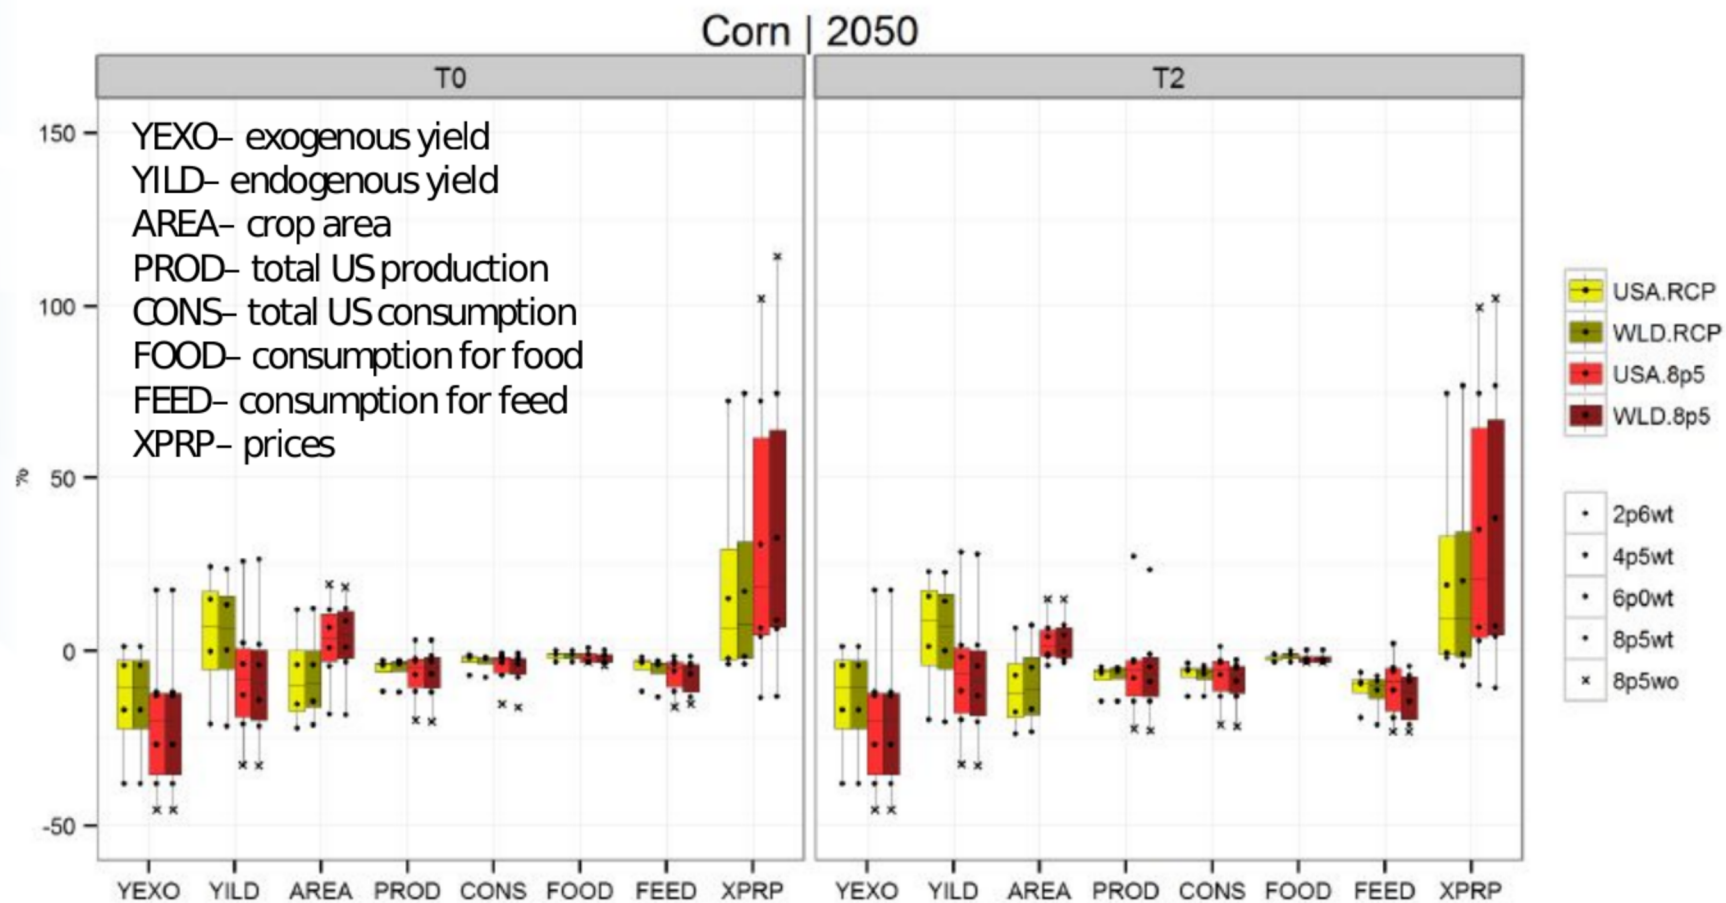 Corn | 2050
T0
T2
YEXO– exogenous yield
YILD– endogenous yield
AREA– crop area
PROD– total US production
CONS– total US consumption
FOOD– consumption for food
FEED– consumption for feed
XPRP– prices
%
150
100
50
0
-50
YEXO YILD AREA PROD CONS FOOD FEED XPRP
YEXO YILD AREA PROD CONS FOOD FEED XPRP
USA.RCP
WLD.RCP
USA.8p5
WLD.8p5
2p6wt
4p5wt
6p0wt
8p5wt
8p5wo